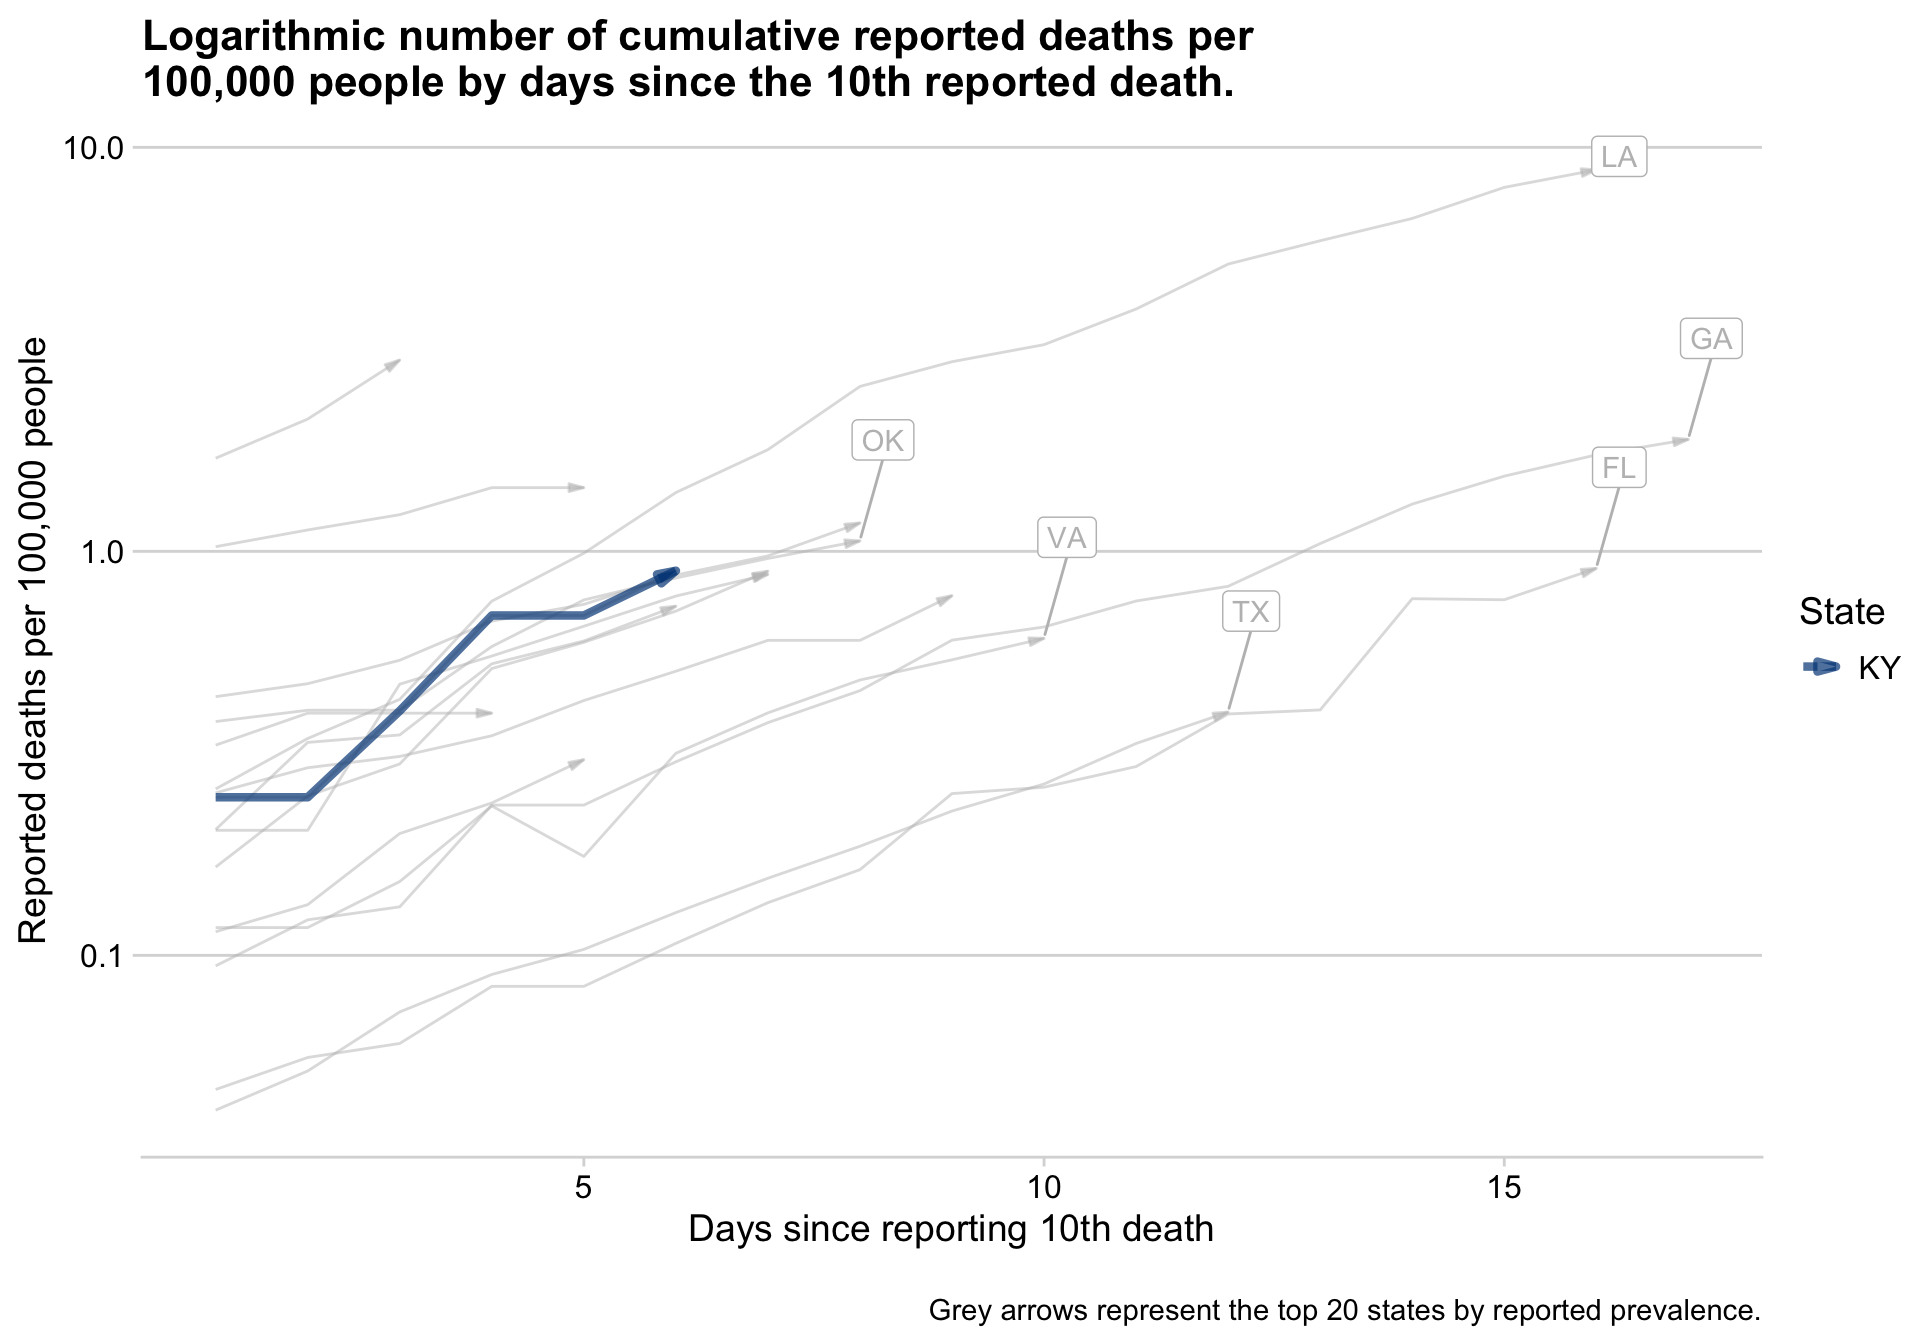 Logarithmic number of cumulative reported deaths per
100,000 people by days since the 10th reported death.
10.0
1.0
0.1
Reported deaths per 100,000 people
LA
GA
OK
FL
VA
TX
State
KY
5
10
15
Days since reporting 10th death
Grey arrows represent the top 20 states by reported prevalence.